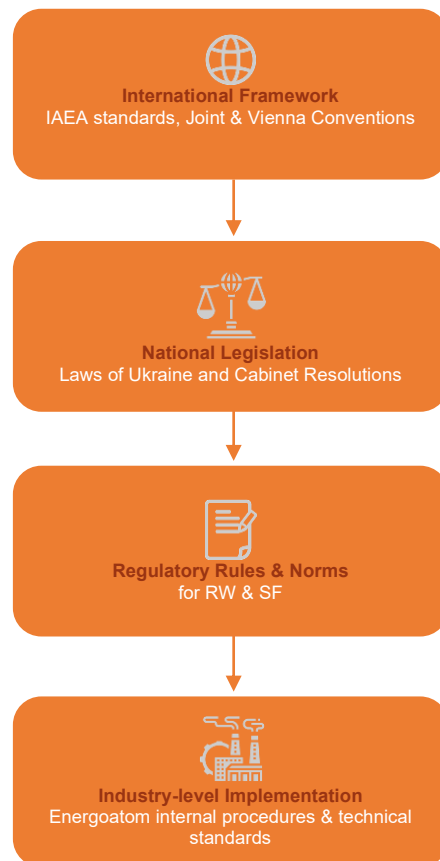 International Framework
IAEA standards, Joint & Vienna Conventions
National Legislation
Laws of Ukraine and Cabinet Resolutions
Regulatory Rules & Norms
for RW & SF
Industry-level Implementation
Energoatom internal procedures & technical
standards